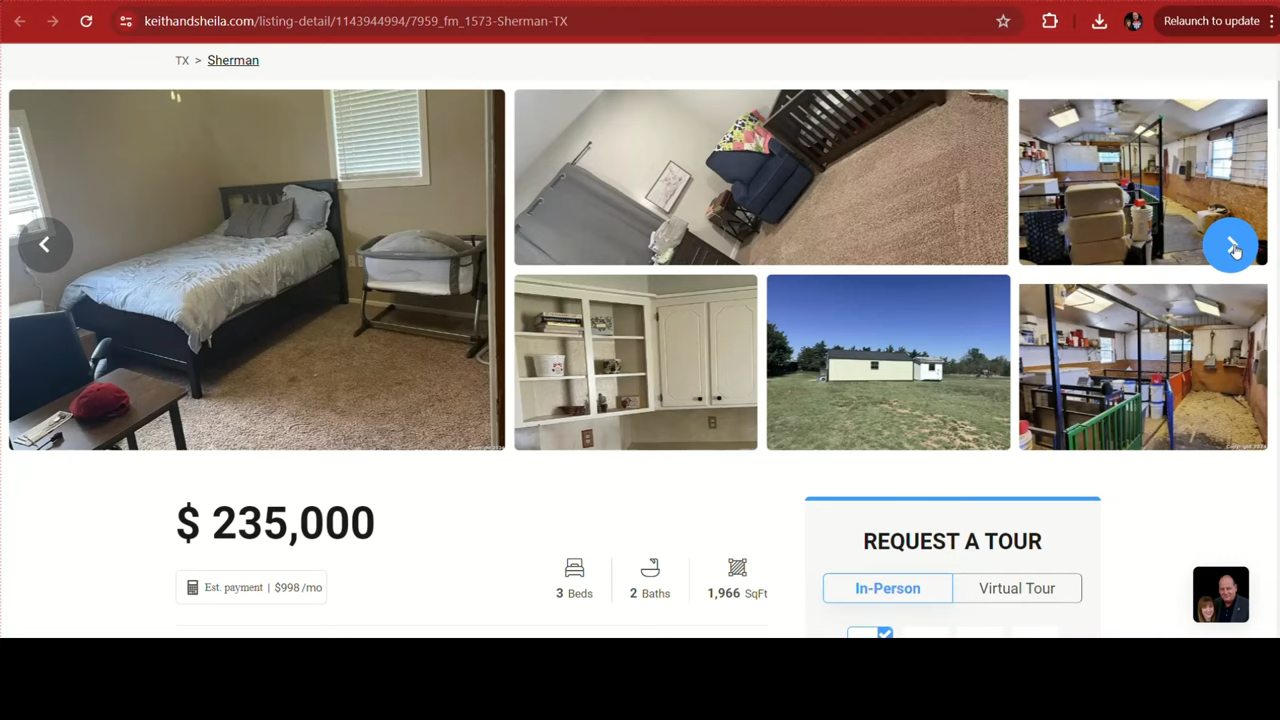 keithandsheila.com/listing-detail/1143944994/7959_fm_1573-Sherman-TX
Relaunch to update
TX > Sherman
$ 235,000
Est. payment | $998/mo
3 Beds
2 Baths
1,966 SqFt
REQUEST A TOUR
In-Person
Virtual Tour